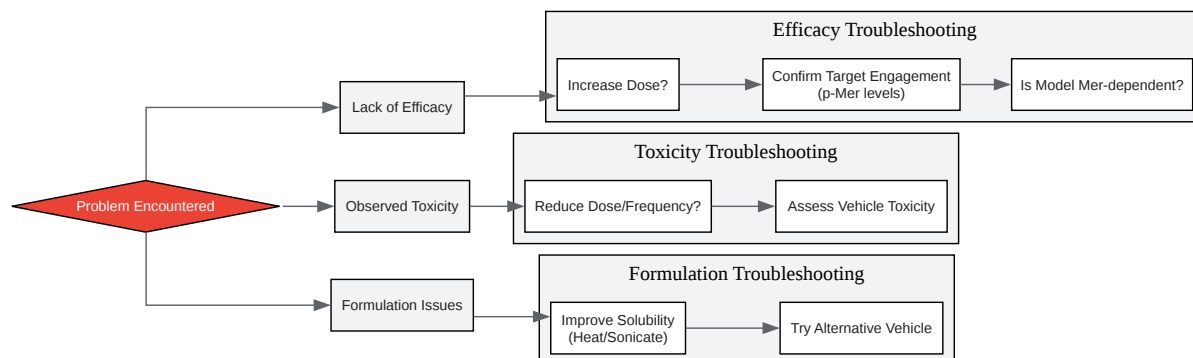 Efficacy Troubleshooting
Increase Dose?
Confirm Target Engagement
(p-Mer levels)
Is Model Mer-dependent?
Lack of Efficacy
Toxicity Troubleshooting
Problem Encountered
Observed Toxicity
Reduce Dose/Frequency?
Assess Vehicle Toxicity
Formulation Troubleshooting
Formulation Issues
Improve Solubility
(Heat/Sonicate)
Try Alternative Vehicle